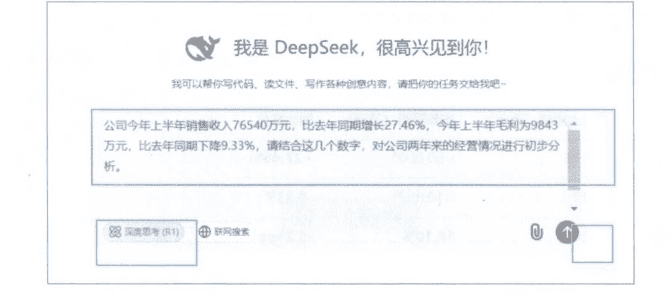 我是 DeepSeek，很高兴见到你！
我可以帮你写代码、读文件、写作各种创意内容，请把你的任务交给我吧~
公司今年上半年销售收入76540万元，比去年同期增长27.46%，今年上半年毛利为9843
万元，比去年同期下降9.33%，请结合这几个数字，对公司两年来的经营情况进行初步分
析。
深度思考 (R1) 联网搜索